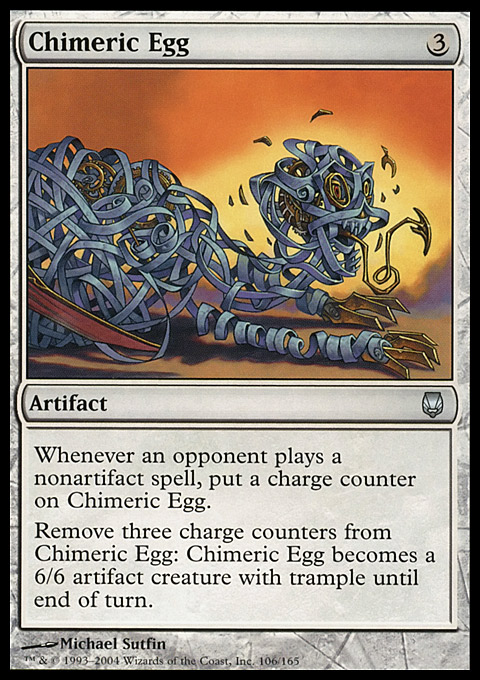 Chimeric Egg 3
Artifact
Whenever an opponent plays a
nonartifact spell, put a charge counter
on Chimeric Egg.
Remove three charge counters from
Chimeric Egg: Chimeric Egg becomes a
6/6 artifact creature with trample until
end of turn.
Michael Sutfin
™ & © 1993–2004 Wizards of the Coast, Inc. 106/165